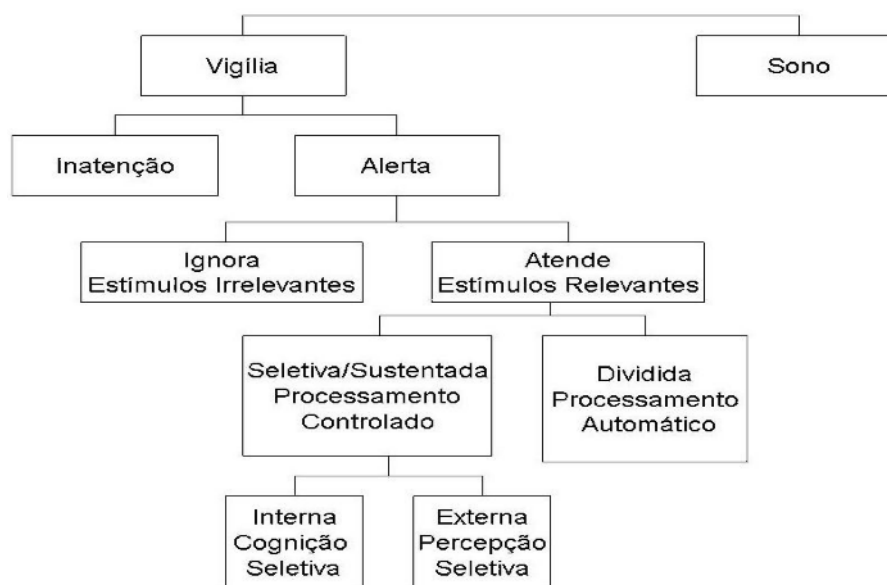 Vigília
Sono
Inatenção
Alerta
Ignora
Estímulos Irrelevantes
Atende
Estímulos Relevantes
Seletiva/Sustentada
Processamento
Controlado
Dividida
Processamento
Automático
Interna
Cognição
Seletiva
Externa
Percepção
Seletiva